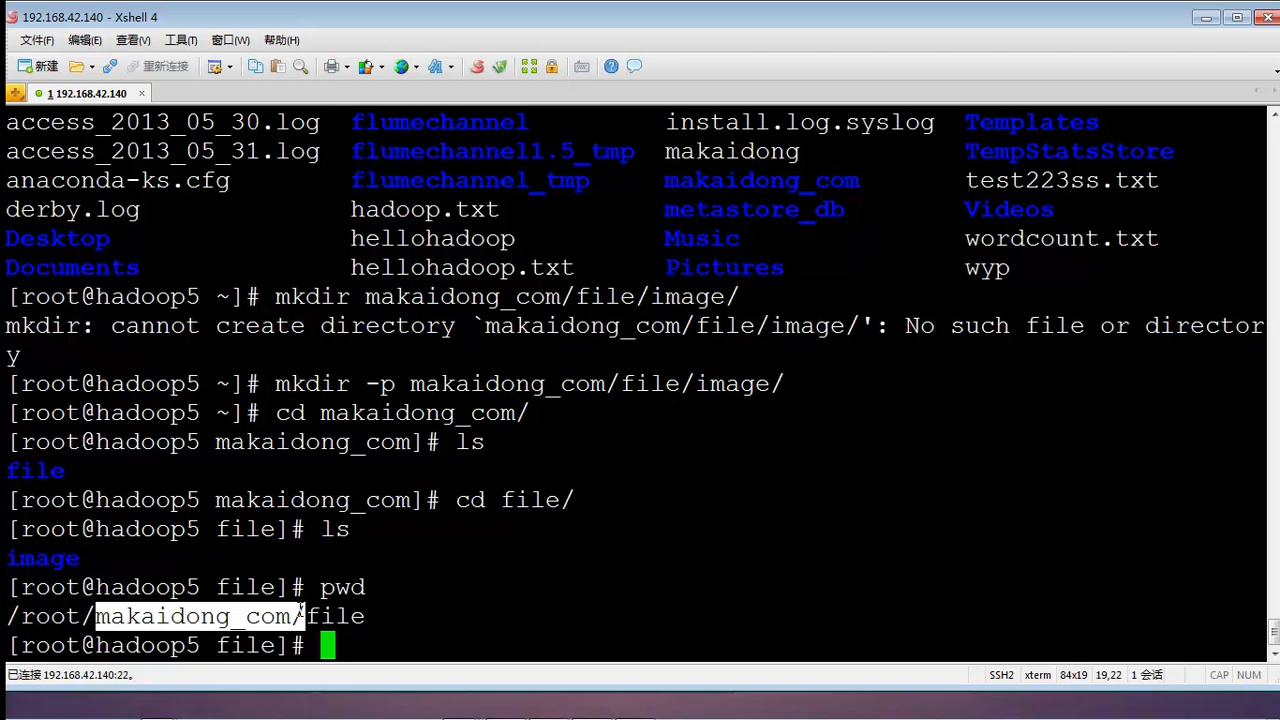 192.168.42.140 - Xshell 4
文件(F) 编辑(E) 查看(V) 工具(T) 窗口(W) 帮助(H)
新建 重新连接
1 192.168.42.140
access_2013_05_30.log flumechannel install.log.syslog Templates
access_2013_05_31.log flumechannel1.5_tmp makaidong TempStatsStore
anaconda-ks.cfg flumechannel_tmp makaidong_com test223ss.txt
derby.log hadoop.txt metastore_db Videos
Desktop hellohadoop Music wordcount.txt
Documents hellohadoop.txt Pictures wyp
[root@hadoop5 ~]# mkdir makaidong_com/file/image/
mkdir: cannot create directory `makaidong_com/file/image/': No such file or director
y
[root@hadoop5 ~]# mkdir -p makaidong_com/file/image/
[root@hadoop5 ~]# cd makaidong_com/
[root@hadoop5 makaidong_com]# ls
file
[root@hadoop5 makaidong_com]# cd file/
[root@hadoop5 file]# ls
image
[root@hadoop5 file]# pwd
/root/makaidong_com/file
[root@hadoop5 file]#
已连接 192.168.42.140:22。 SSH2 xterm 84x19 19,22 1 会话 CAP NUM